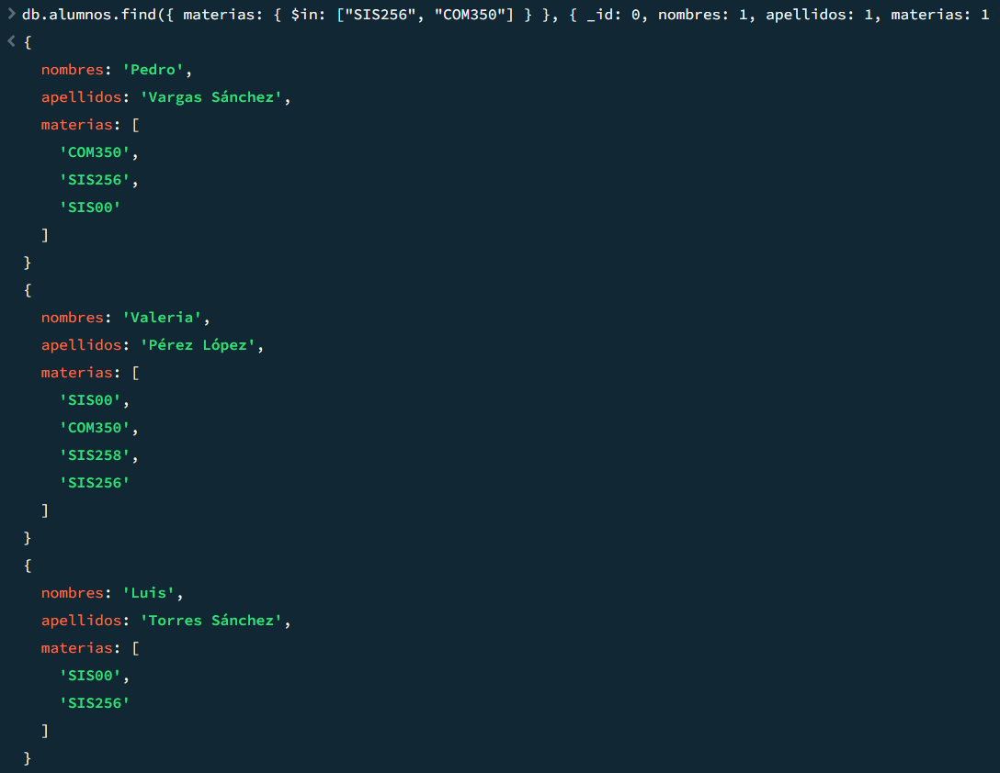 > db.alumnos.find({ materias: { $in: ["SIS256", "COM350"] } }, { _id: 0, nombres: 1, apellidos: 1, materias: 1
< {
nombres: 'Pedro',
apellidos: 'Vargas Sánchez',
materias: [
'COM350',
'SIS256',
'SIS00'
]
}
{
nombres: 'Valeria',
apellidos: 'Pérez López',
materias: [
'SIS00',
'COM350',
'SIS258',
'SIS256'
]
}
{
nombres: 'Luis',
apellidos: 'Torres Sánchez',
materias: [
'SIS00',
'SIS256'
]
}